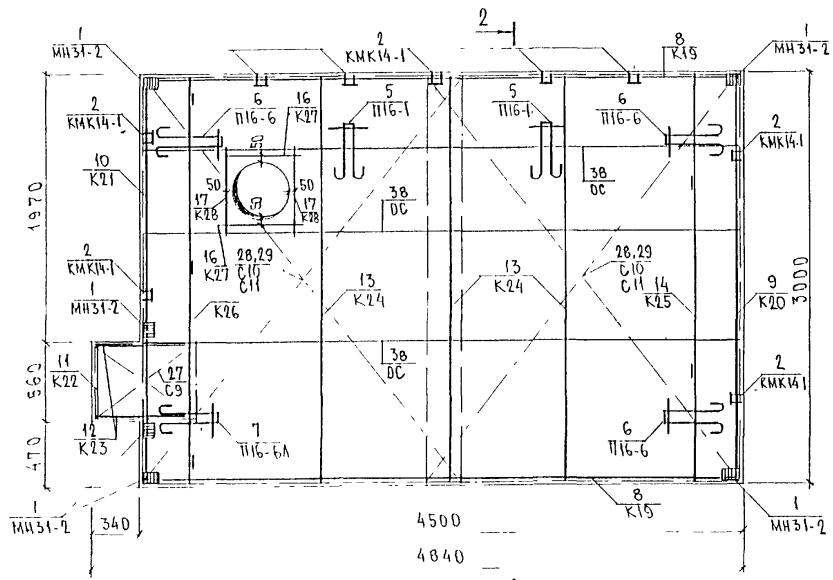 1
МН31-2
2
КМК14-1
2
8
К19
1
МН31-2
2
КМК14-1
6
П16-6
16
К27
5
П16-1
5
П16-1
6
П16-6
2
КМК14-1
10
К21
50
50
50
50
17
К28
17
К28
38
ОС
38
ОС
1970
2
КМК14-1
16
К27
28,29
С10
С11
13
К24
13
К24
28,29
С10
С11
14
К25
9
К20
3000
1
МН31-2
К26
38
ОС
11
К22
560
27
С9
2
КМК14-1
12
К23
470
7
П16-6Л
6
П16-6
1
МН31-2
8
К19
1
МН31-2
340
4500
4840